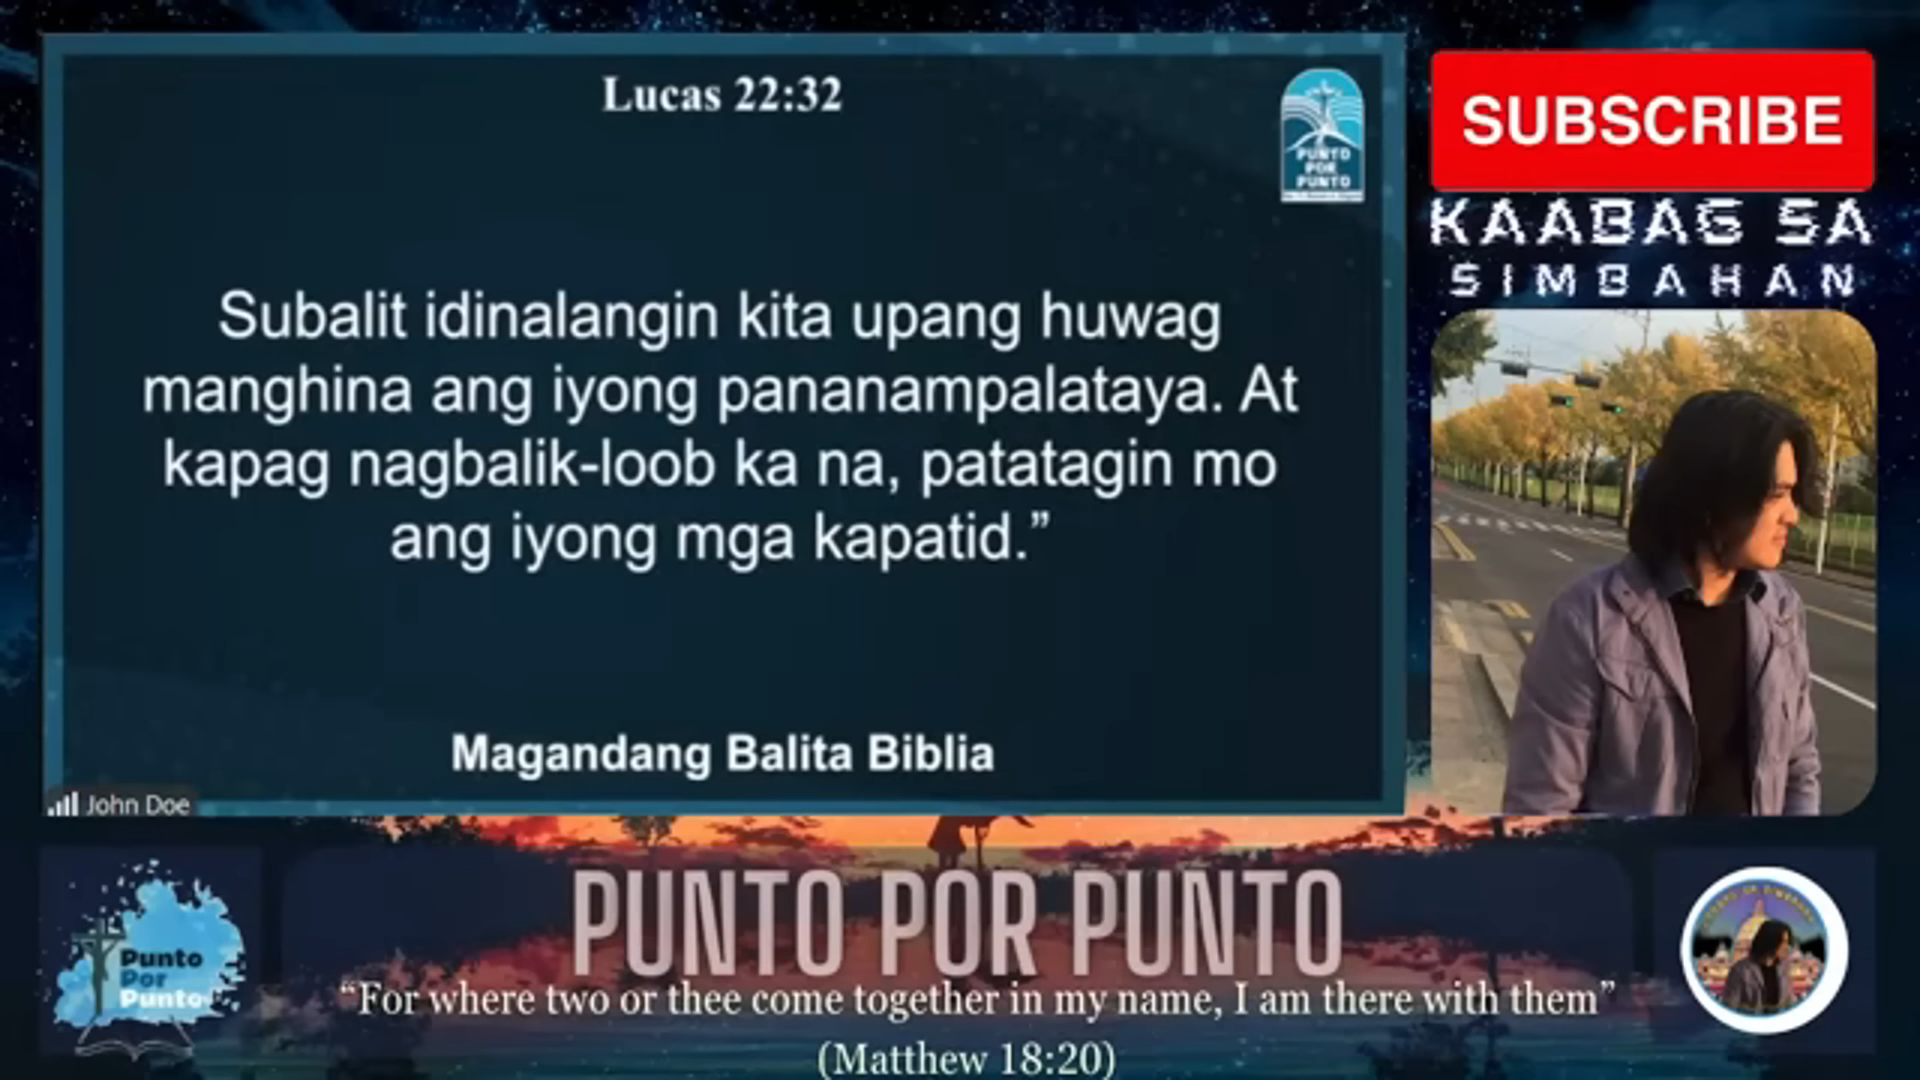 Lucas 22:32
PUNTO
POR
PUNTO
Subalit idinalangin kita upang huwag
manghina ang iyong pananampalataya. At
kapag nagbalik-loob ka na, patatagin mo
ang iyong mga kapatid.”
Magandang Balita Biblia
John Doe
SUBSCRIBE
KAABAG SA
SIMBAHAN
Punto
Por
Punto
PUNTO POR PUNTO
“For where two or thee come together in my name, I am there with them”
(Matthew 18:20)